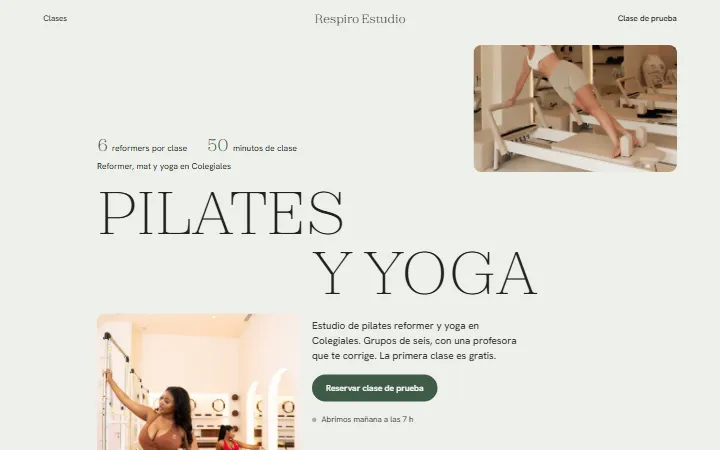 Clases
Respiro Estudio
Clase de prueba
6 reformers por clase
50 minutos de clase
Reformer, mat y yoga en Colegiales
PILATES
Y YOGA
Estudio de pilates reformer y yoga en
Colegiales. Grupos de seis, con una profesora
que te corrige. La primera clase es gratis.
Reservar clase de prueba
Abrimos mañana a las 7 h